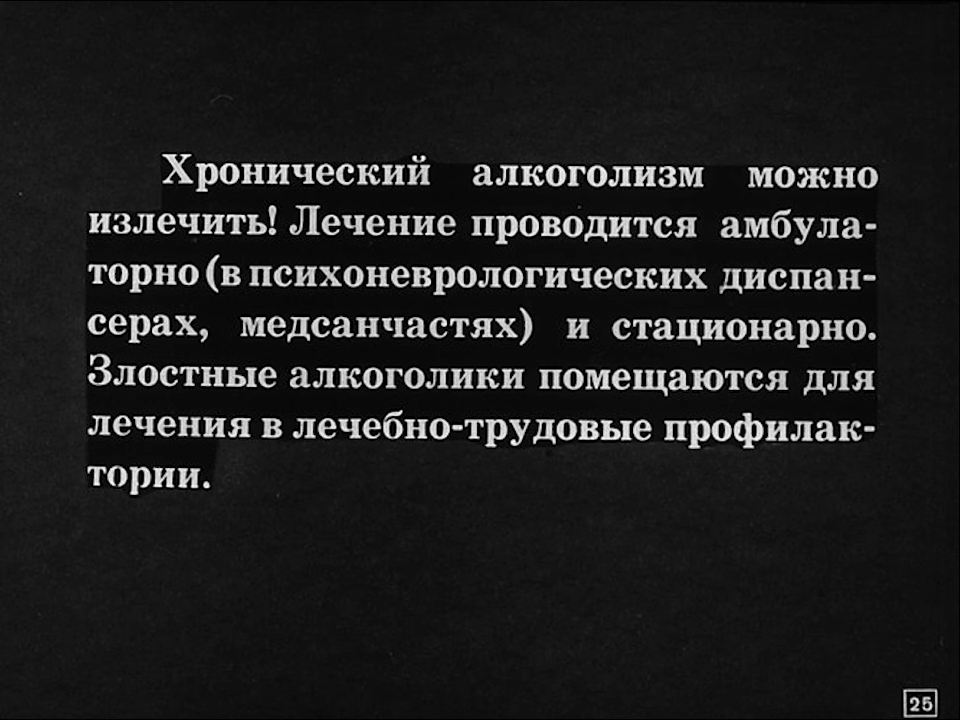 Хронический алкоголизм можно
излечить! Лечение проводится амбула-
торно (в психоневрологических диспан-
серах, медсанчастях) и стационарно.
Злостные алкоголики помещаются для
лечения в лечебно-трудовые профилак-
тории.
25